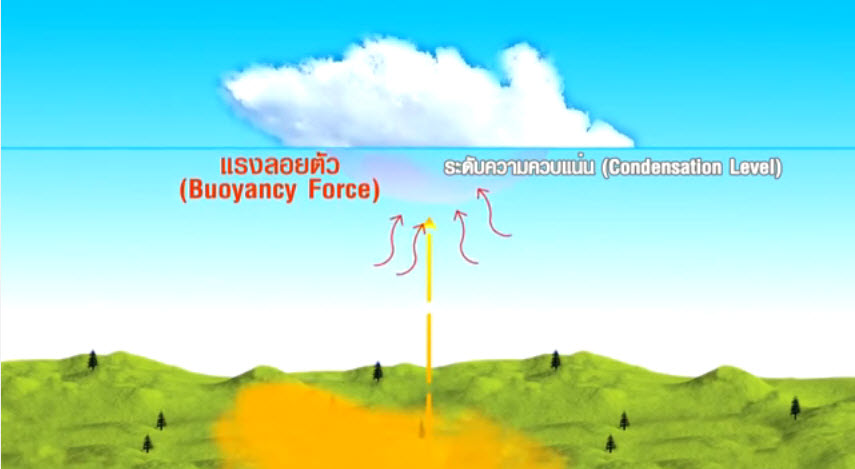 แรงลอยตัว
(Buoyancy Force)
ระดับความควบแน่น (Condensation Level)